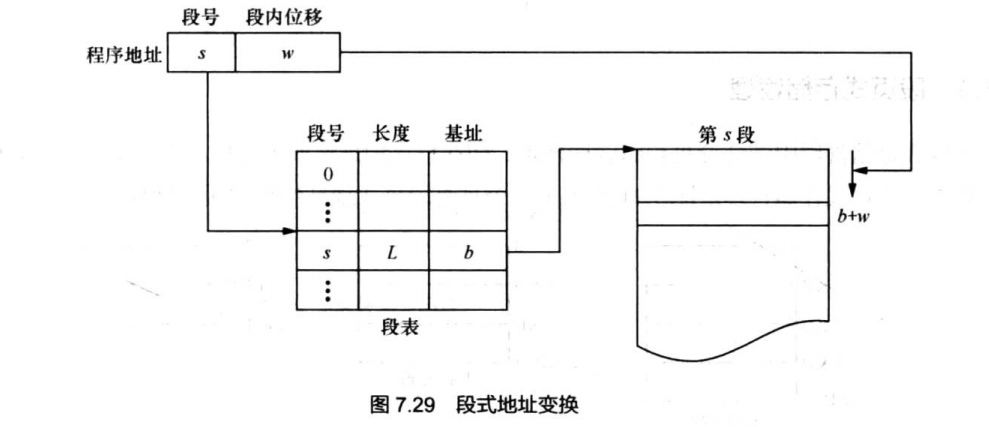 段号 段内位移
程序地址 s w
段号 长度 基址
0
⋮
s L b
⋮
段表
第 s 段
b+w
图 7.29 段式地址变换